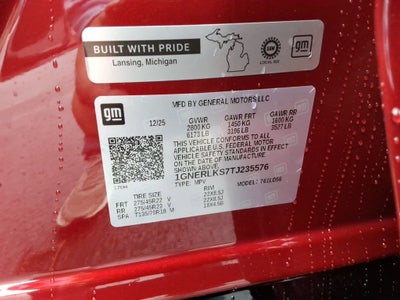 BUILT WITH PRIDE
Lansing, Michigan
UAW
gm
gm
MFD BY GENERAL MOTORS LLC
12/25 GVWR GAWR FRT GAWR RR
2800 KG 1450 KG 1600 KG
6173 LB 3196 LB 3527 LB
THIS VEHICLE CONFORMS TO ALL
APPLICABLE U.S. FEDERAL MOTOR
VEHICLE SAFETY STANDARDS IN EFFECT ON
THE DATE OF MANUFACTURE SHOWN ABOVE.
1GNERLKS7TJ235576
TYPE: MPV MODEL:
TIRE SIZE RIM
FRT 275/45R22 V 22X8.5J
RR 275/45R22 V 22X8.5J
SPA T135/70R18 M 18X4.5B